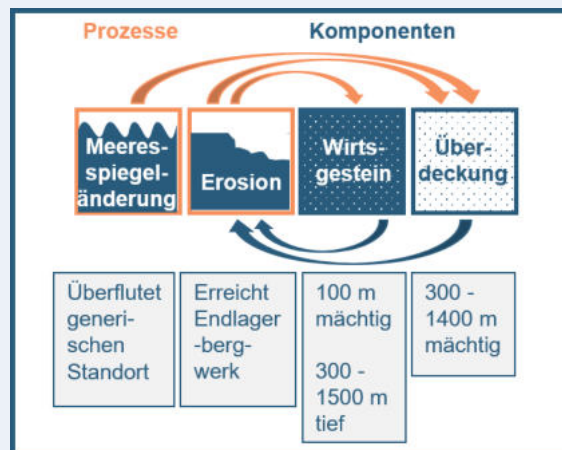 Prozesse
Komponenten
Meeres-
spiegel-
änderung
Erosion
Wirts-
gestein
Über-
deckung
Überflutet
generi-
schen
Standort
Erreicht
Endlager
-berg-
werk
100 m
mächtig
300 -
1500 m
tief
300 -
1400 m
mächtig